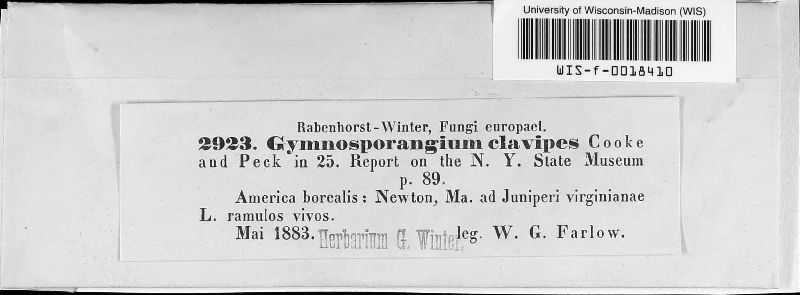 University of Wisconsin-Madison (WIS)
WIS-f-0018410
Rabenhorst-Winter, Fungi europaei.
2923. Gymnosporangium clavipes Cooke
and Peck in 25. Report on the N. Y. State Museum
p. 89.
America borealis: Newton, Ma. ad Juniperi virginianae
L. ramulos vivos.
Mai 1883. Herbarium G. Winter. leg. W. G. Farlow.